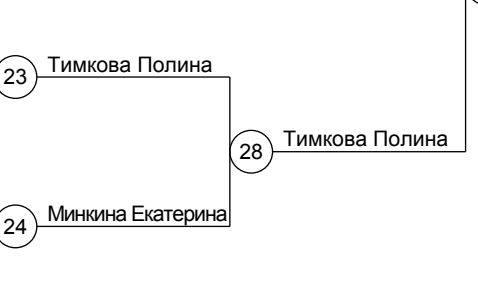 23 Тимкова Полина
28 Тимкова Полина
24 Минкина Екатерина